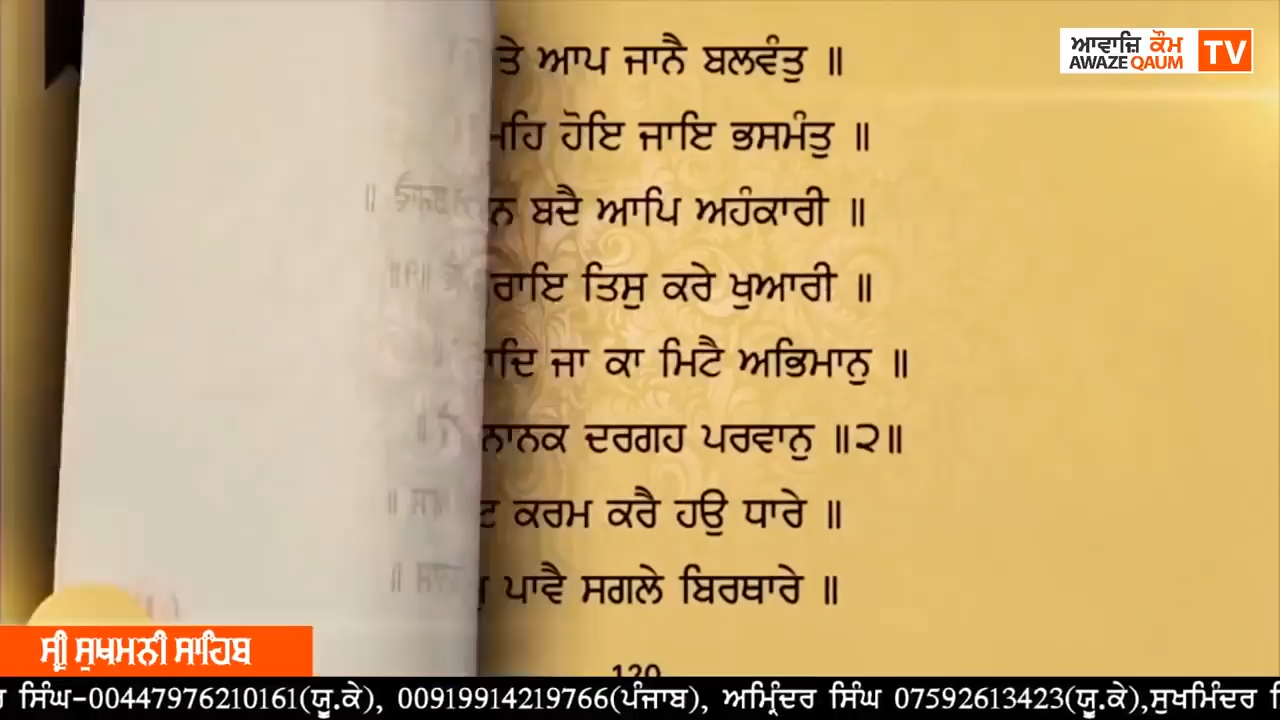 ਤੇ ਆਪ ਜਾਨੈ ਬਲਵੰਤੁ ॥
ਮਹਿ ਹੋਇ ਜਾਇ ਭਸਮੰਤੁ ॥
ਨ ਬਦੈ ਆਪਿ ਅਹੰਕਾਰੀ ॥
ਰਾਇ ਤਿਸੁ ਕਰੇ ਖੁਆਰੀ ॥
ਾਦਿ ਜਾ ਕਾ ਮਿਟੈ ਅਭਿਮਾਨੁ ॥
ਨਾਨਕ ਦਰਗਹ ਪਰਵਾਨੁ ॥੨॥
ਕਰਮ ਕਰੈ ਹਉ ਧਾਰੇ ॥
ਪਾਵੈ ਸਗਲੇ ਬਿਰਥਾਰੇ ॥
120
ਆਵਾਜ਼ਿ ਕੌਮ
AWAZE QAUM TV
ਸ੍ਰੀ ਸੁਖਮਨੀ ਸਾਹਿਬ
ਰ ਸਿੰਘ-00447976210161(ਯੂ.ਕੇ), 00919914219766(ਪੰਜਾਬ), ਅਮ੍ਰਿੰਦਰ ਸਿੰਘ 07592613423(ਯੂ.ਕੇ),ਸੁਖਮਿੰਦਰ ਸਿ